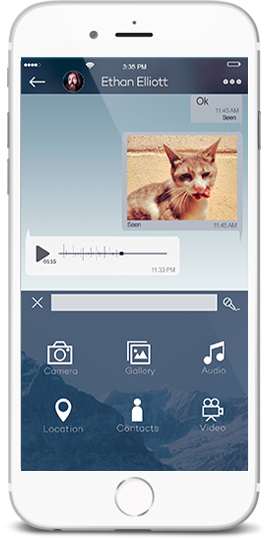 3:35 PM
Ethan Elliott
Ok
11:45 AM
Seen
Seen 11:45 AM
01:15
11:33 PM
Camera Gallery Audio
Location Contacts Video